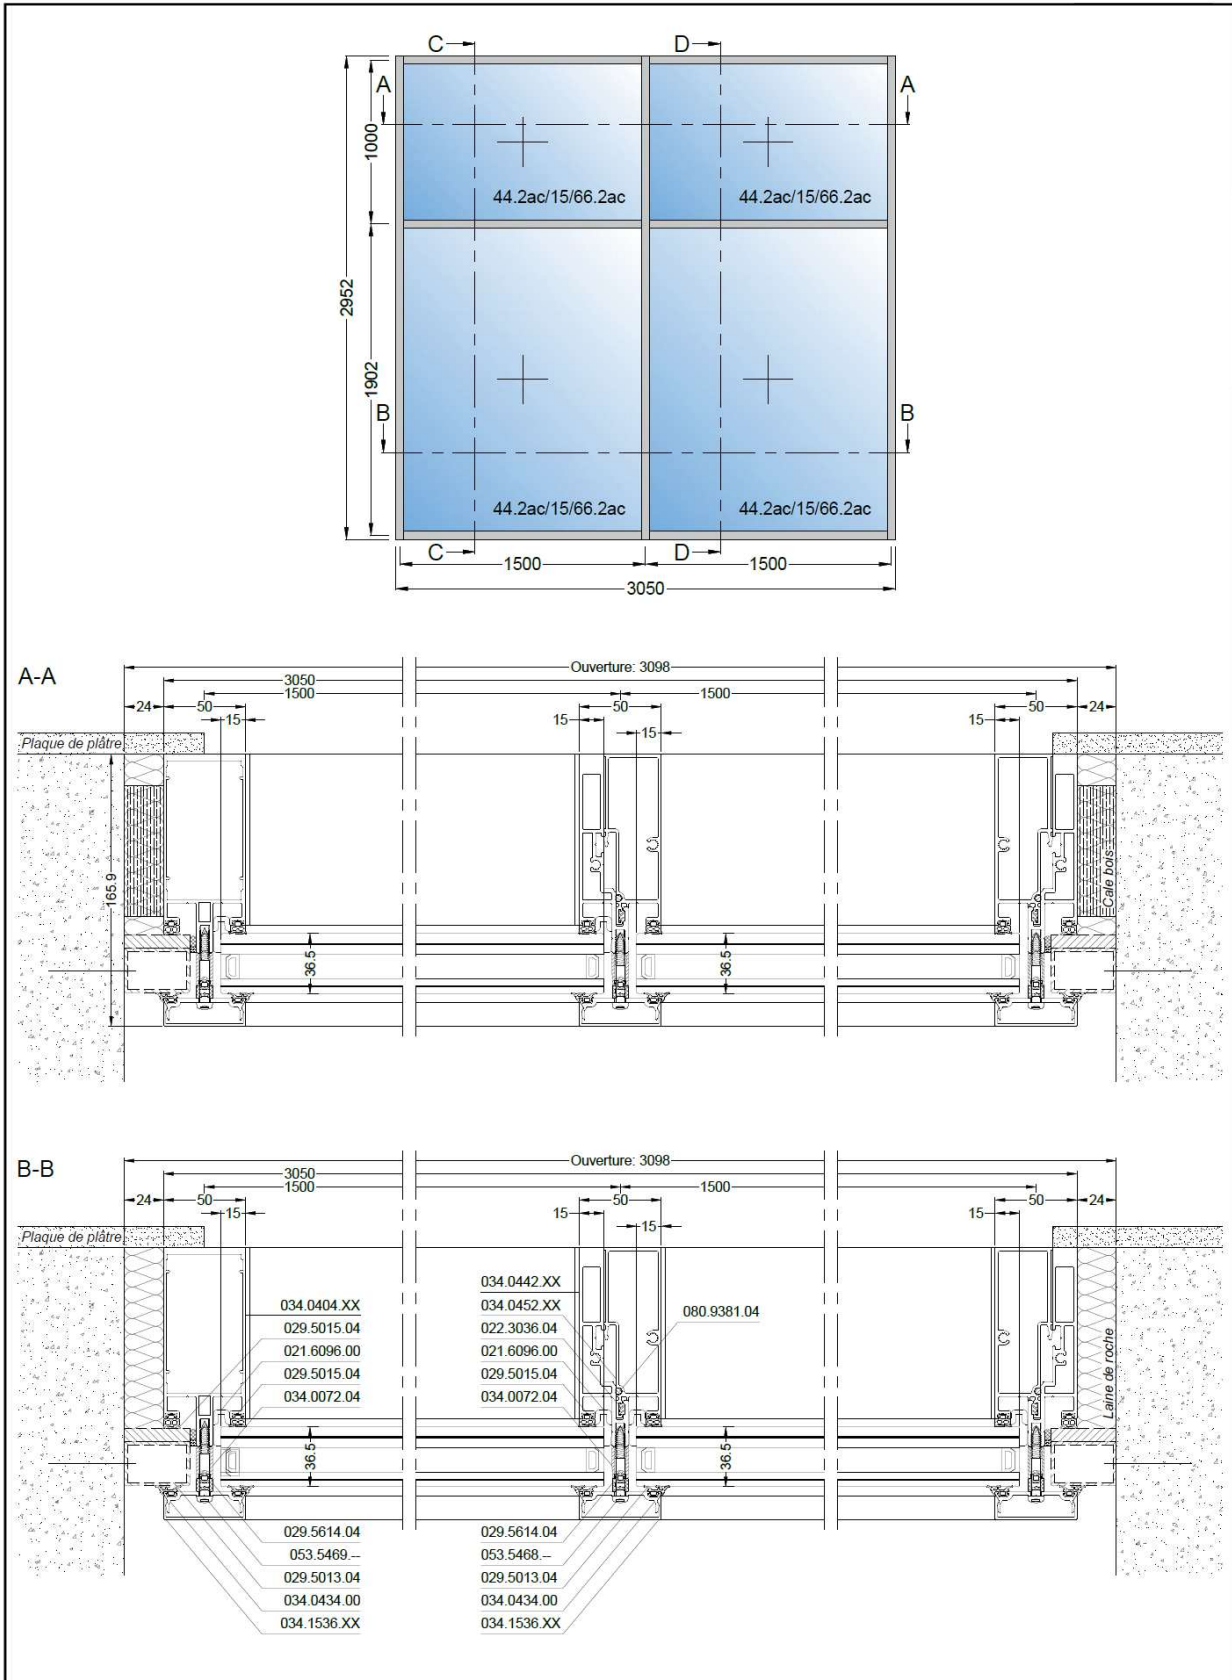 C D
A A
1000
44.2ac/15/66.2ac 44.2ac/15/66.2ac
2952
1902
B B
44.2ac/15/66.2ac 44.2ac/15/66.2ac
C D
1500 1500
3050
A-A
Ouverture: 3098
3050
1500 1500
24 50 50 50 24
15 15 15 15
Plaque de plâtre
165.9
Cale bois
36.5 36.5
B-B
Ouverture: 3098
3050
1500 1500
24 50 50 50 24
15 15 15 15
Plaque de plâtre
034.0442.XX
034.0404.XX 034.0452.XX 080.9381.04
029.5015.04 022.3036.04
021.6096.00 021.6096.00
029.5015.04 029.5015.04
034.0072.04 034.0072.04
Laine de roche
36.5 36.5
029.5614.04 029.5614.04
053.5469.-- 053.5468.--
029.5013.04 029.5013.04
034.0434.00 034.0434.00
034.1536.XX 034.1536.XX